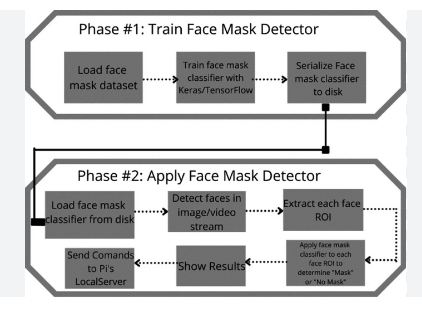 Phase #1: Train Face Mask Detector
Load face
mask dataset
Train face mask
classifier with
Keras/TensorFlow
Serialize Face
mask classifier
to disk
Phase #2: Apply Face Mask Detector
Load face mask
classifier from disk
Detect faces in
image/video
stream
Extract each face
ROI
Apply face mask
classifier to each
face ROI to
determine "Mask"
or "No Mask"
Show Results
Send Comands
to Pi's
LocalServer